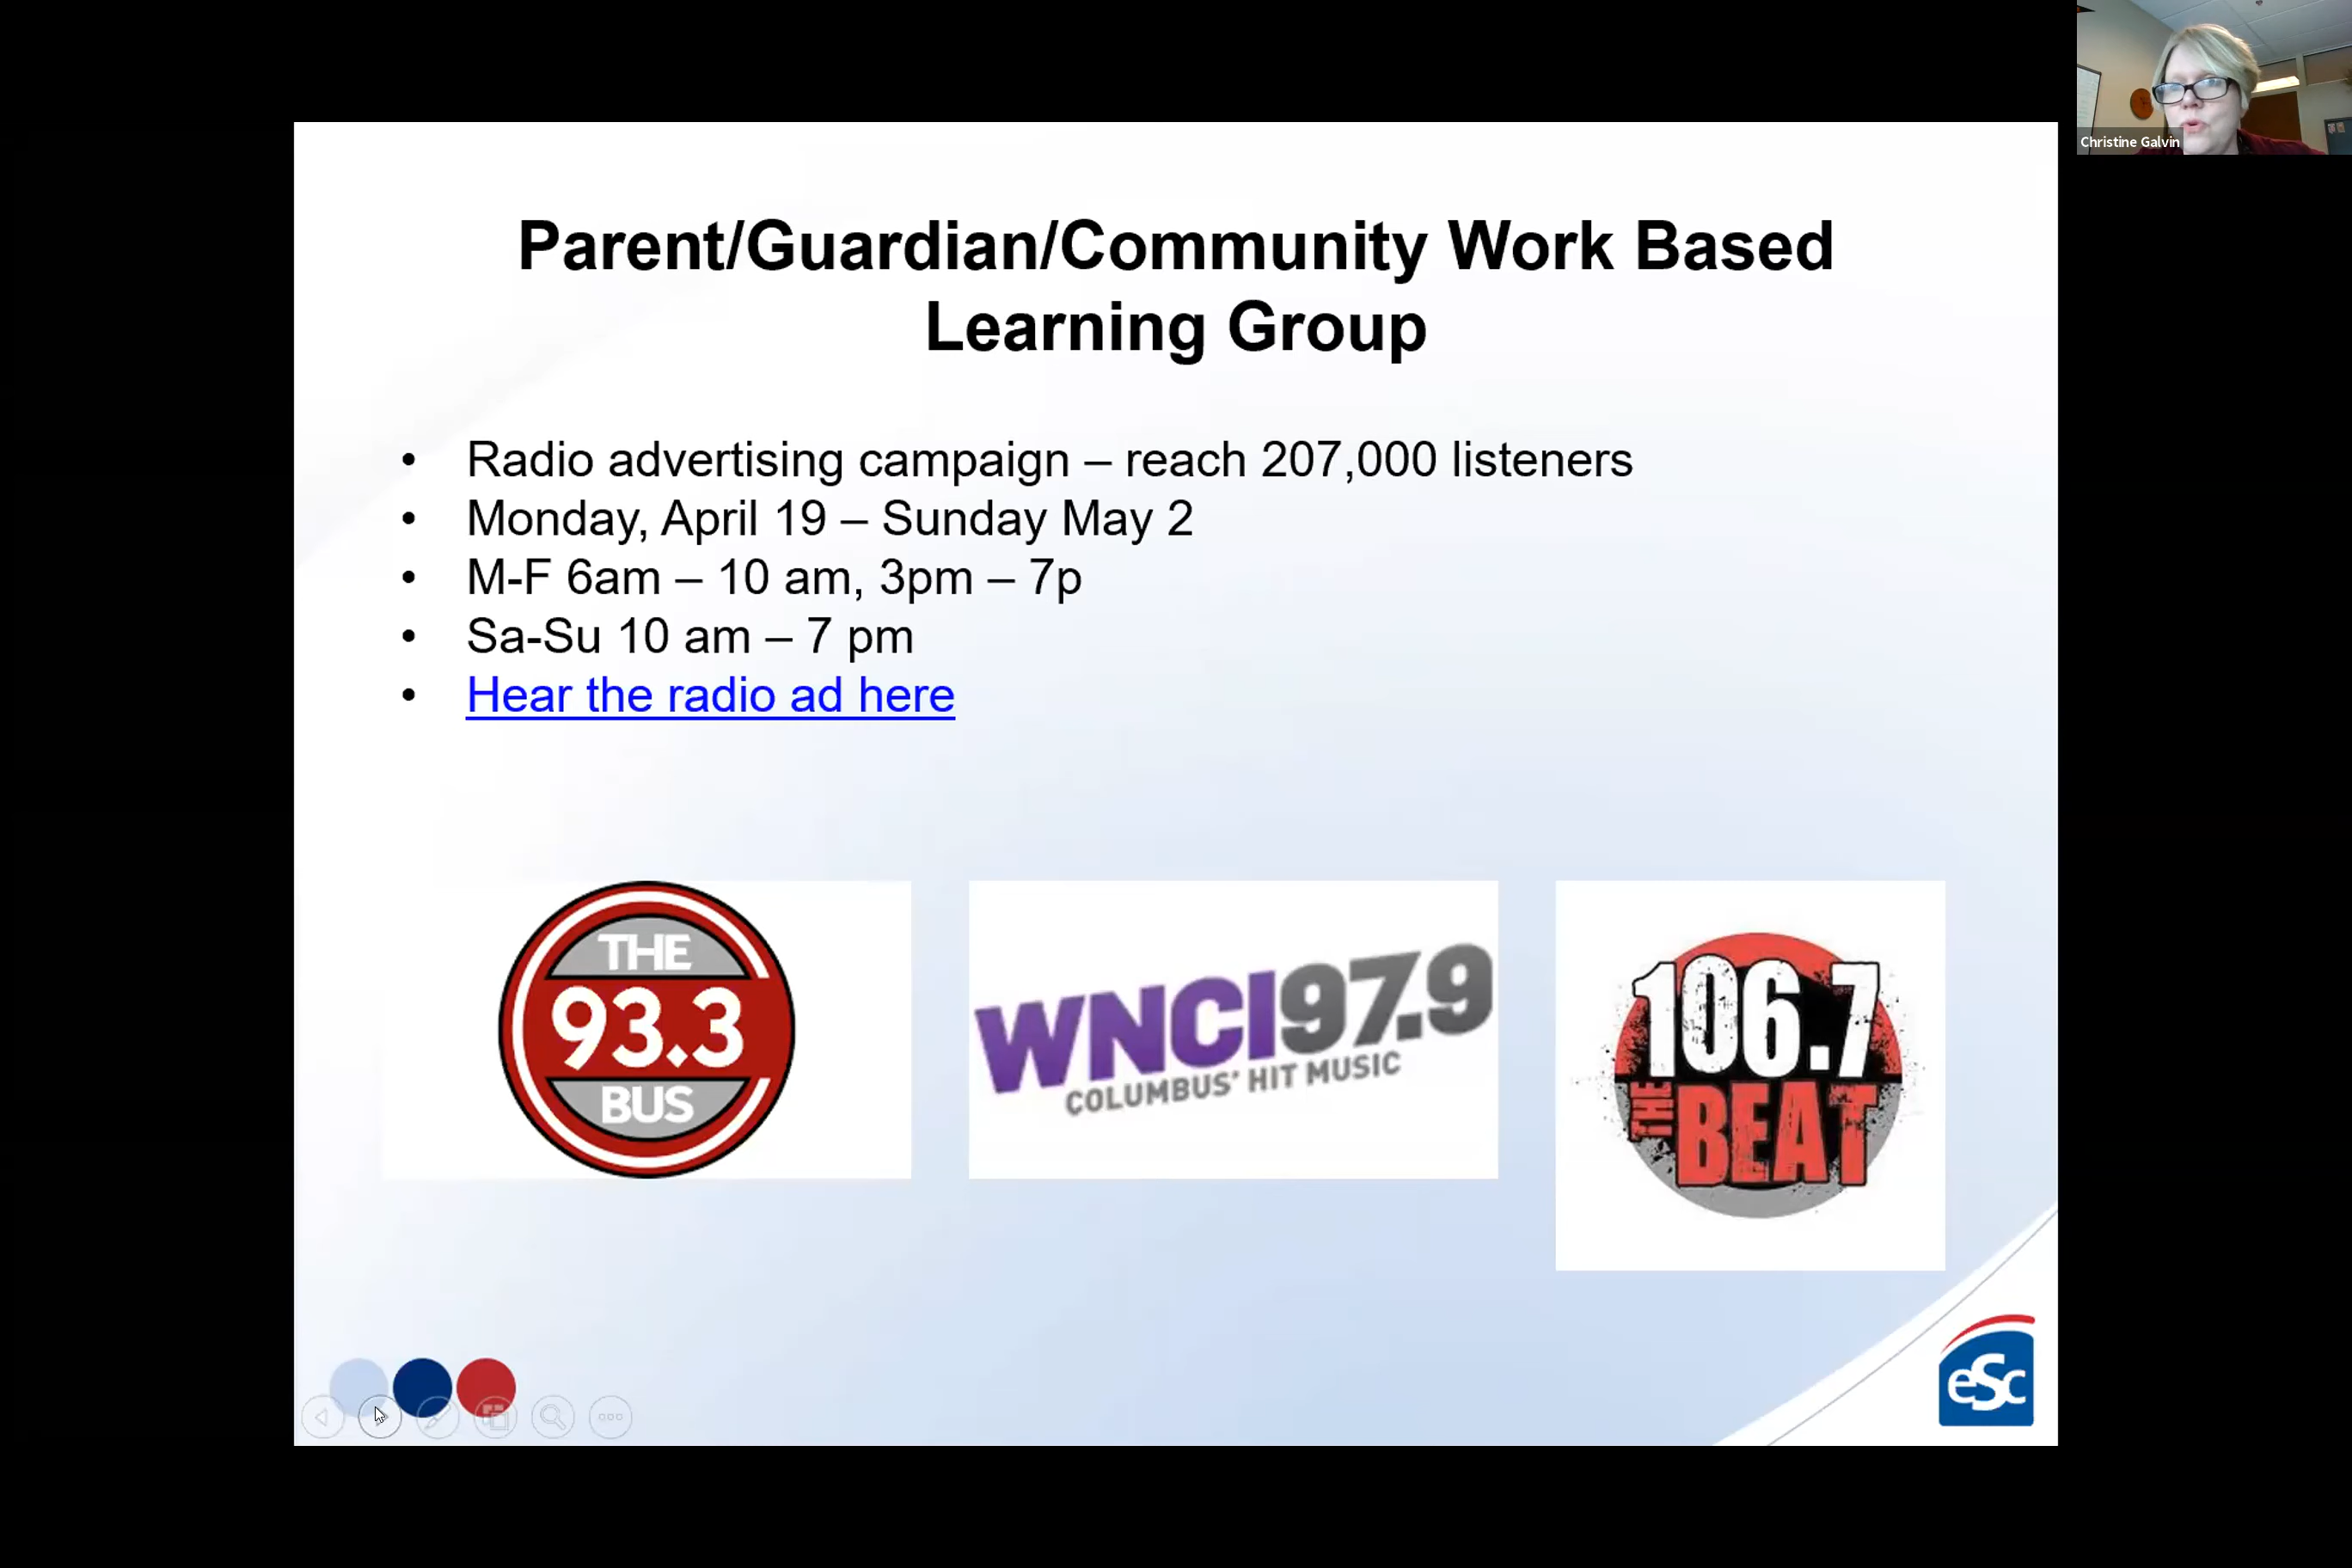 Christine Galvin
Parent/Guardian/Community Work Based
Learning Group
• Radio advertising campaign – reach 207,000 listeners
• Monday, April 19 – Sunday May 2
• M-F 6am – 10 am, 3pm – 7p
• Sa-Su 10 am – 7 pm
• Hear the radio ad here
THE
93.3
BUS
WNCI 97.9
COLUMBUS' HIT MUSIC
106.7
THE
BEAT
eSc